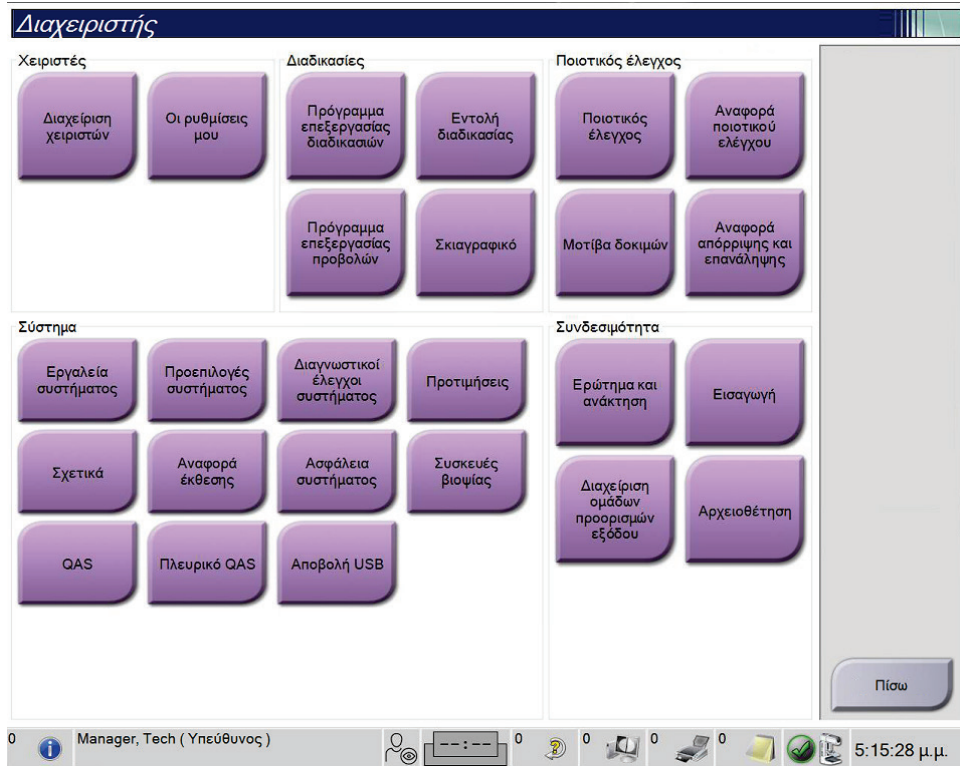 Διαχειριστής
Χειριστές
Διαχείριση
χειριστών
Οι ρυθμίσεις
μου
Διαδικασίες
Πρόγραμμα
επεξεργασίας
διαδικασιών
Εντολή
διαδικασίας
Πρόγραμμα
επεξεργασίας
προβολών
Σκιαγραφικό
Ποιοτικός έλεγχος
Ποιοτικός
έλεγχος
Αναφορά
ποιοτικού
ελέγχου
Μοτίβα δοκιμών
Αναφορά
απόρριψης και
επανάληψης
Σύστημα
Εργαλεία
συστήματος
Προεπιλογές
συστήματος
Διαγνωστικοί
έλεγχοι
συστήματος
Προτιμήσεις
Σχετικά
Αναφορά
έκθεσης
Ασφάλεια
συστήματος
Συσκευές
βιοψίας
QAS
Πλευρικό QAS
Αποβολή USB
Συνδεσιμότητα
Ερώτημα και
ανάκτηση
Εισαγωγή
Διαχείριση
ομάδων
προορισμών
εξόδου
Αρχειοθέτηση
Πίσω
0
Manager, Tech ( Υπεύθυνος )
--:--
0
0
0
0
5:15:28 μ.μ.